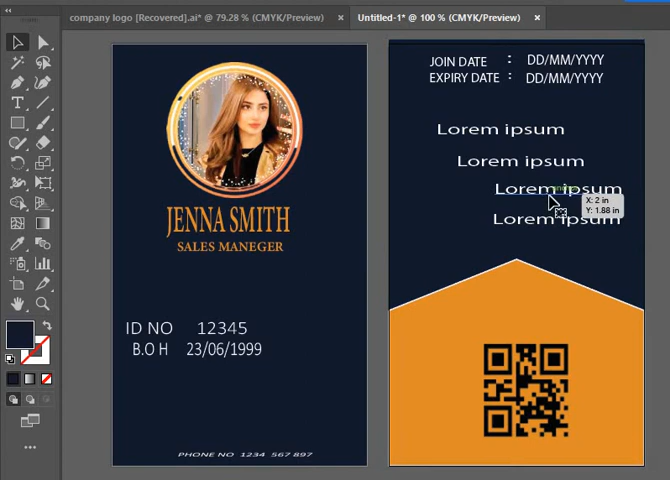 company logo [Recovered].ai* @ 79.28 % (CMYK/Preview)
Untitled-1* @ 100 % (CMYK/Preview)
JENNA SMITH
SALES MANEGER
ID NO 12345
B.O H 23/06/1999
PHONE NO 1234 567 897
JOIN DATE : DD/MM/YYYY
EXPIRY DATE : DD/MM/YYYY
Lorem ipsum
Lorem ipsum
Lorem ipsum
Lorem ipsum
X: 2 in
Y: 1.88 in